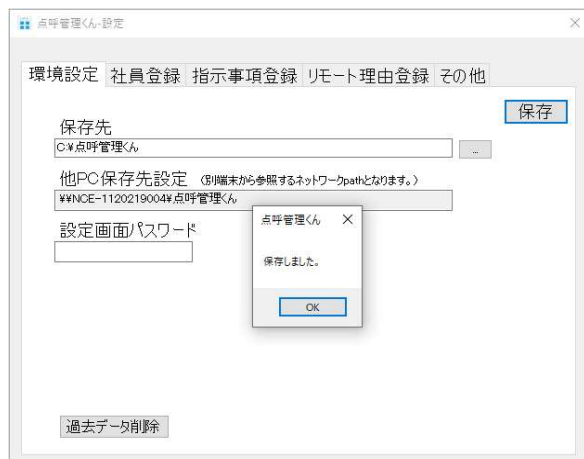 点呼管理くん-設定
環境設定 社員登録 指示事項登録 リモート理由登録 その他
保存
保存先
C:¥点呼管理くん
...
他PC保存先設定 (別端末から参照するネットワークpathとなります。)
¥¥NCE-1120219004¥点呼管理くん
設定画面パスワード
点呼管理くん
保存しました。
OK
過去データ削除